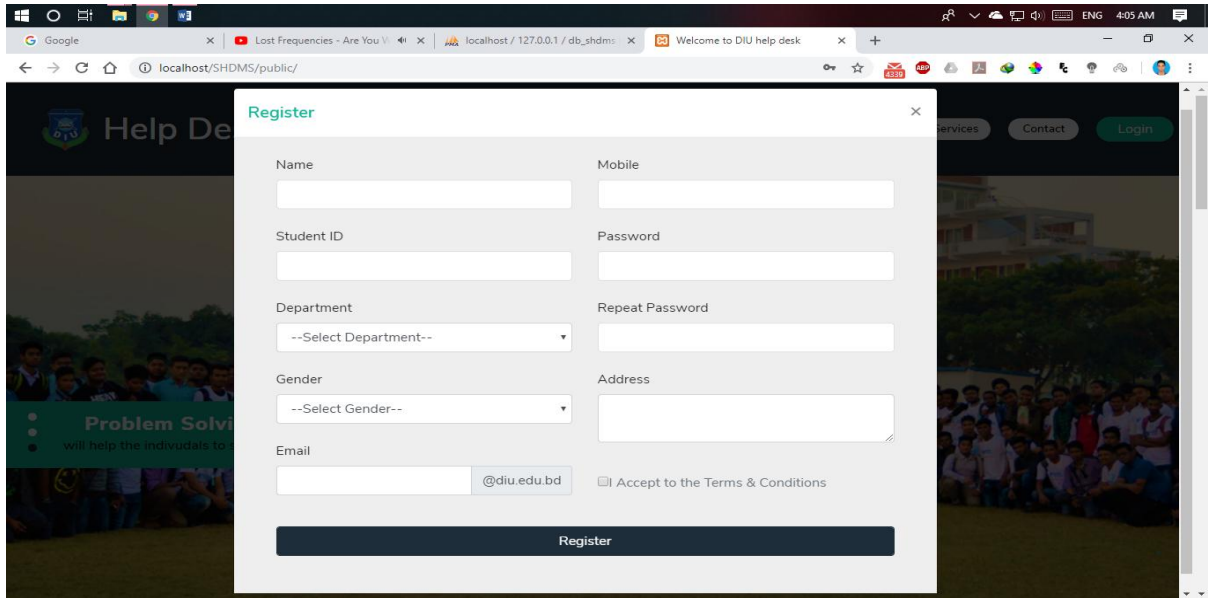 ENG 4:05 AM
Google
Lost Frequencies - Are You
localhost / 127.0.0.1 / db_shdms
Welcome to DIU help desk
localhost/SHDMS/public/
4339
ABP
DIU
Help De
Services
Contact
Login
Register
Name
Mobile
Student ID
Password
Department
Repeat Password
--Select Department--
Gender
Address
--Select Gender--
Problem Solvi
will help the indivudals to
Email
@diu.edu.bd
I Accept to the Terms & Conditions
Register